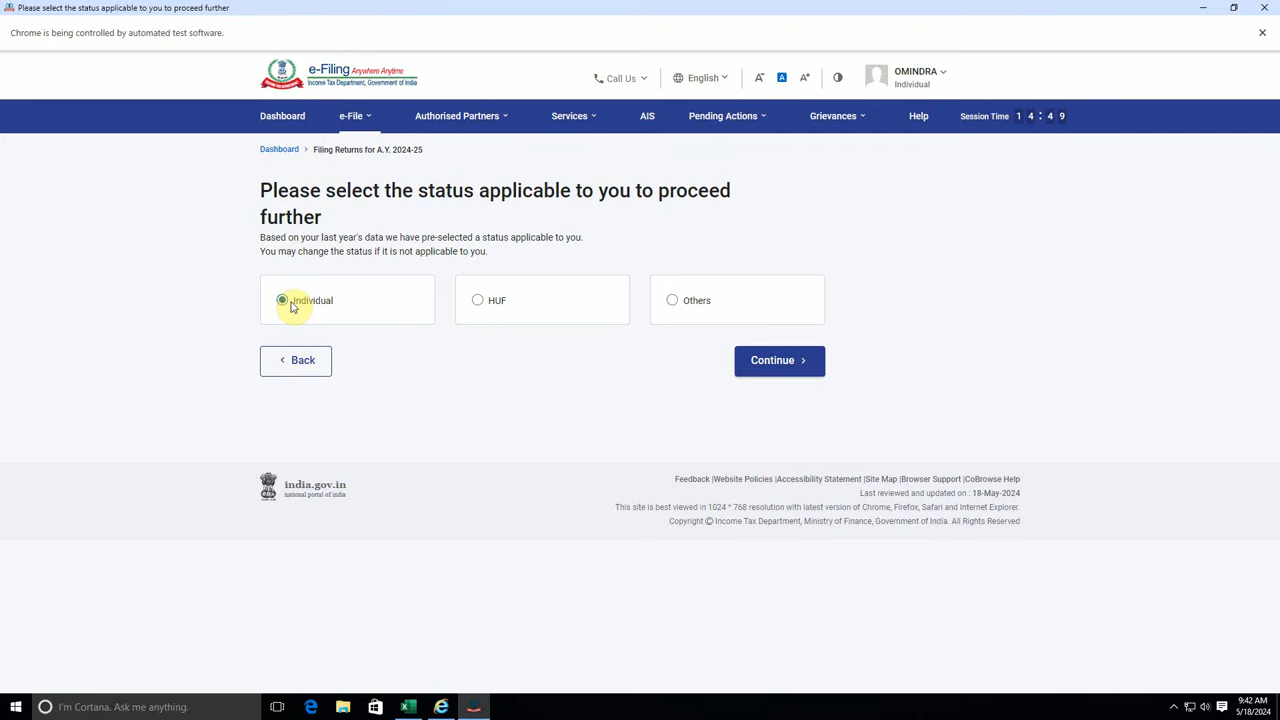 Please select the status applicable to you to proceed further
Chrome is being controlled by automated test software.
e-Filing Anywhere Anytime
Income Tax Department, Government of India
Call Us
English
A-
A
A+
OMINDRA
Individual
Dashboard
e-File
Authorised Partners
Services
AIS
Pending Actions
Grievances
Help
Session Time 1 4 : 4 9
Dashboard > Filing Returns for A.Y. 2024-25
Please select the status applicable to you to proceed
further
Based on your last year's data we have pre-selected a status applicable to you.
You may change the status if it is not applicable to you.
Individual
HUF
Others
< Back
Continue >
india.gov.in
national portal of india
Feedback |Website Policies |Accessibility Statement |Site Map |Browser Support |CoBrowse Help
Last reviewed and updated on : 18-May-2024
This site is best viewed in 1024 * 768 resolution with latest version of Chrome, Firefox, Safari and Internet Explorer.
Copyright © Income Tax Department, Ministry of Finance, Government of India. All Rights Reserved
I'm Cortana. Ask me anything.
9:42 AM
5/18/2024